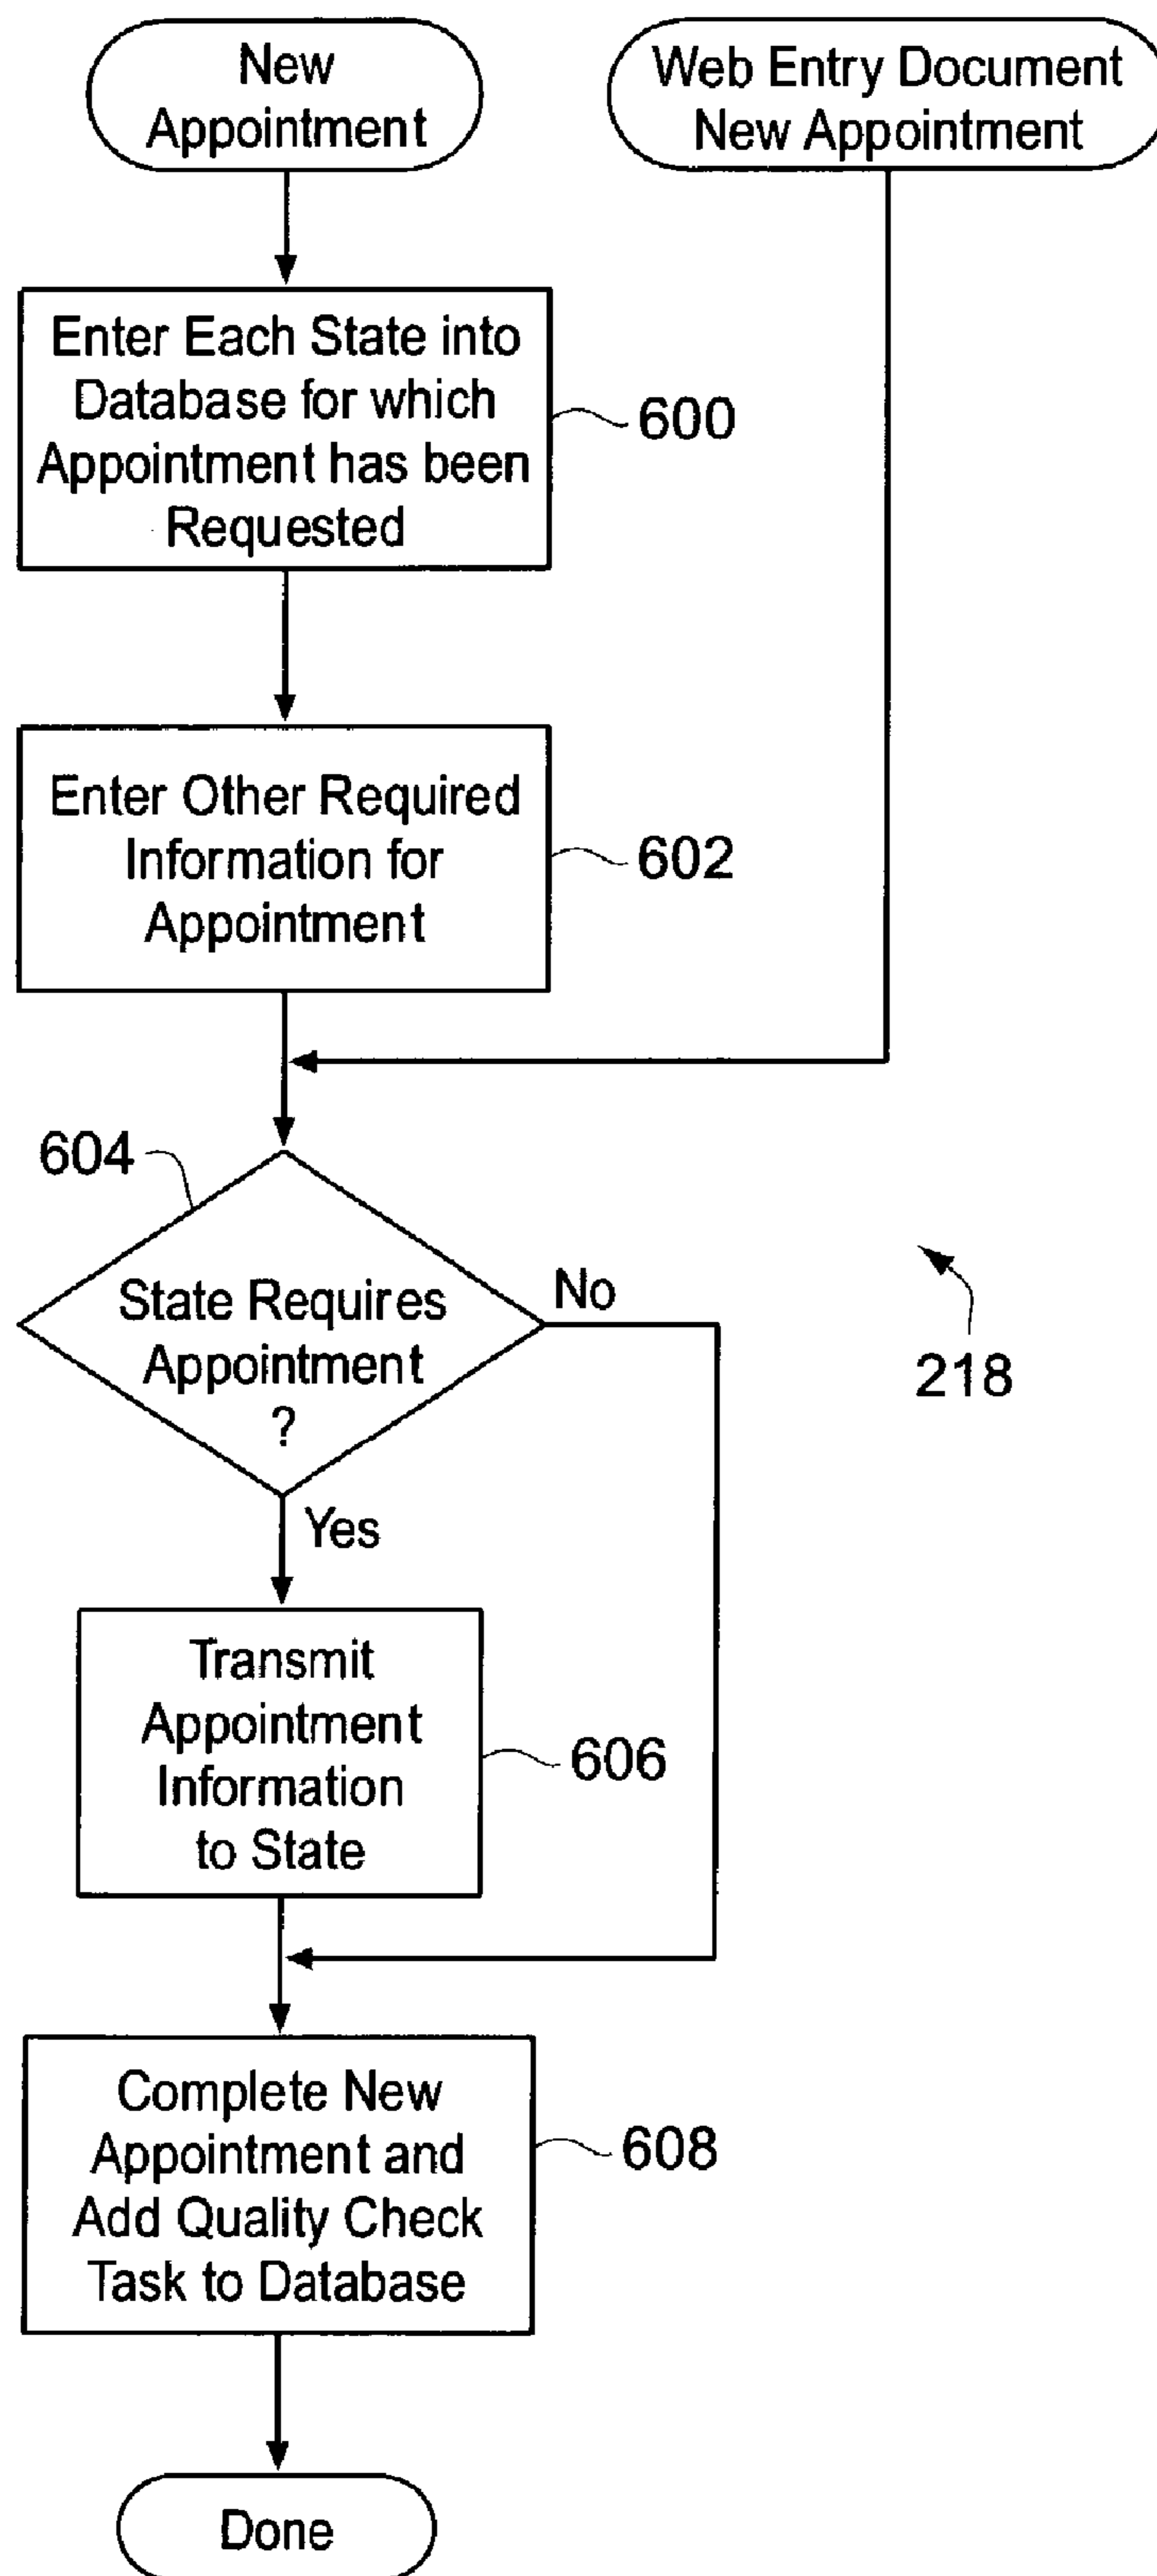 New
Appointment
Web Entry Document
New Appointment
Enter Each State into
Database for which
Appointment has been
Requested
600
Enter Other Required
Information for
Appointment
602
604
State Requires
Appointment
?
No
218
Yes
Transmit
Appointment
Information
to State
606
Complete New
Appointment and
Add Quality Check
Task to Database
608
Done